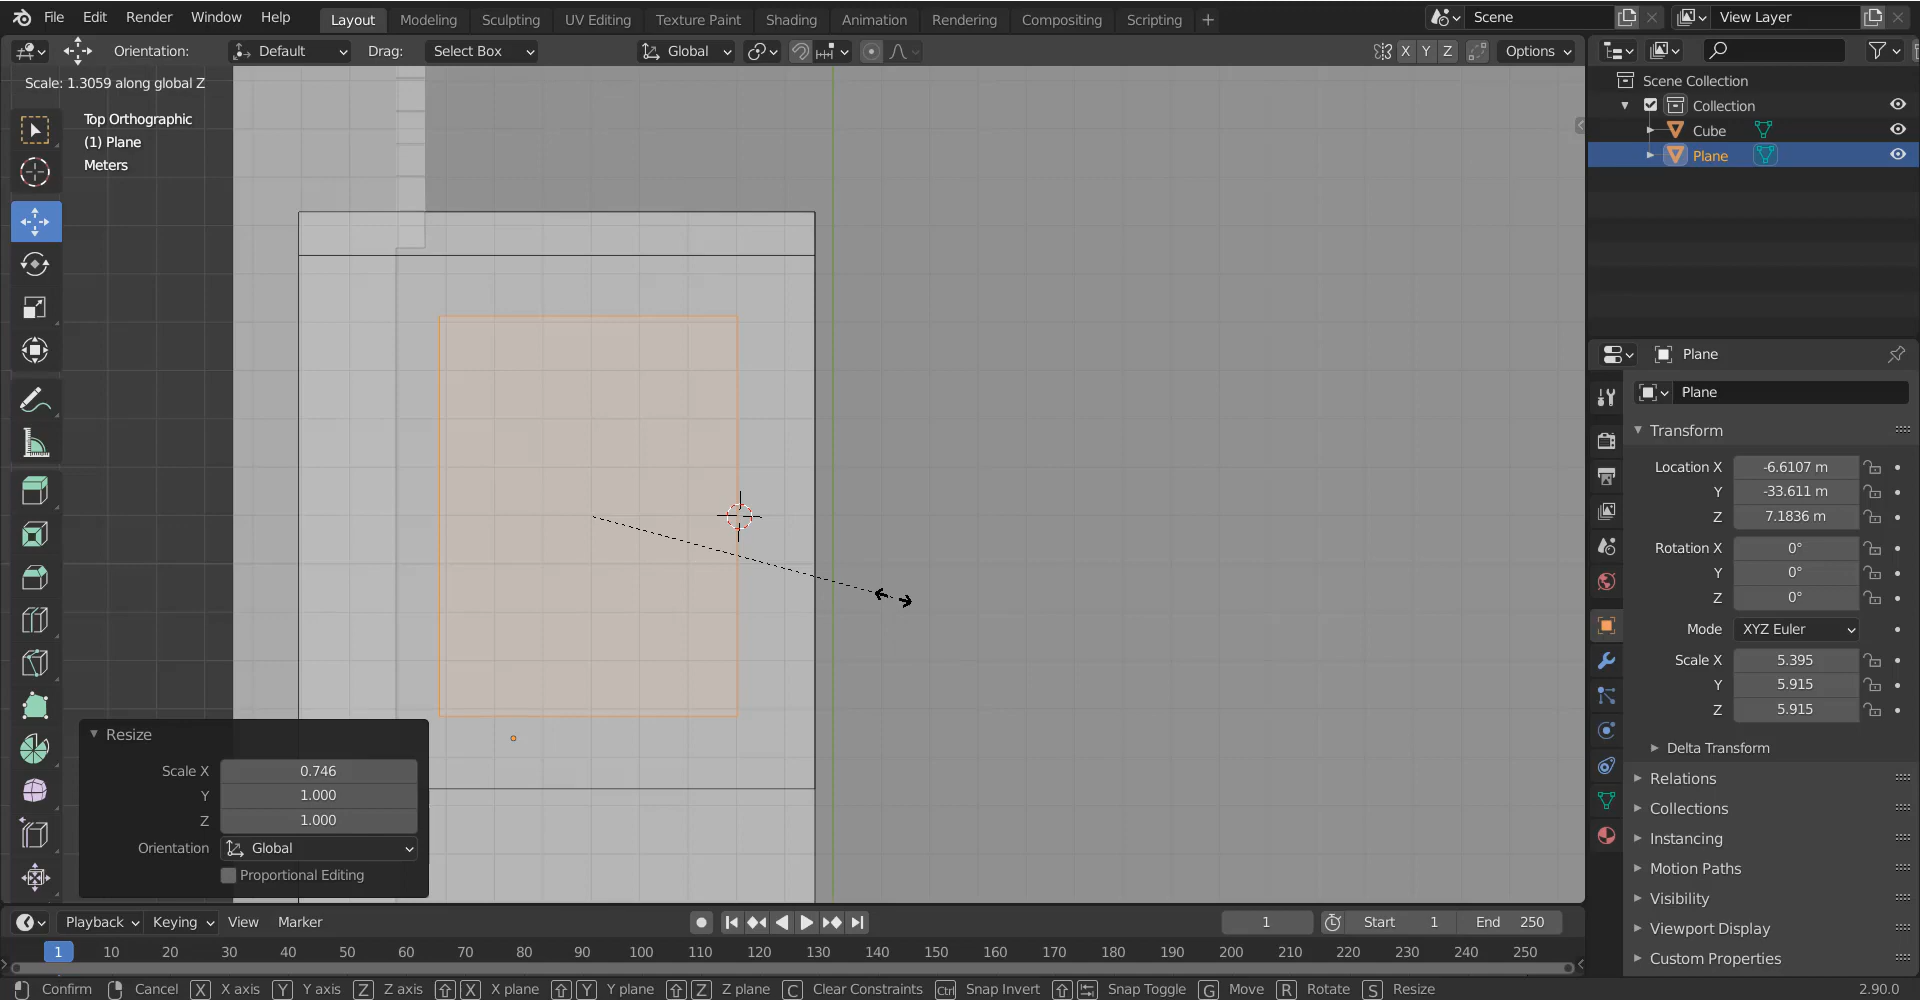 File Edit Render Window Help Layout Modeling Sculpting UV Editing Texture Paint Shading Animation Rendering Compositing Scripting + Scene View Layer
Orientation: Default Drag: Select Box Global X Y Z Options
Scale: 1.3059 along global Z
Top Orthographic
(1) Plane
Meters
Resize
Scale X 0.746
Y 1.000
Z 1.000
Orientation Global
Proportional Editing
Scene Collection
Collection
Cube
Plane
Plane
Plane
Transform
Location X -6.6107 m
Y -33.611 m
Z 7.1836 m
Rotation X 0°
Y 0°
Z 0°
Mode XYZ Euler
Scale X 5.395
Y 5.915
Z 5.915
Delta Transform
Relations
Collections
Instancing
Motion Paths
Visibility
Viewport Display
Custom Properties
Playback Keying View Marker 1 Start 1 End 250
1 10 20 30 40 50 60 70 80 90 100 110 120 130 140 150 160 170 180 190 200 210 220 230 240 250
Confirm Cancel X X axis Y Y axis Z Z axis X X plane Y Y plane Z Z plane C Clear Constraints Ctrl Snap Invert Snap Toggle G Move R Rotate S Resize 2.90.0